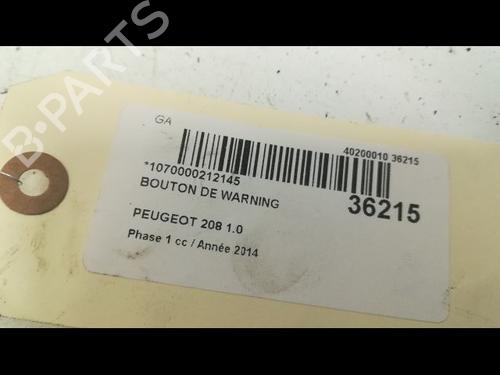 GA
40200010 36215
*1070000212145
BOUTON DE WARNING
36215
PEUGEOT 208 1.0
Phase 1 cc / Année 2014
B-PARTS